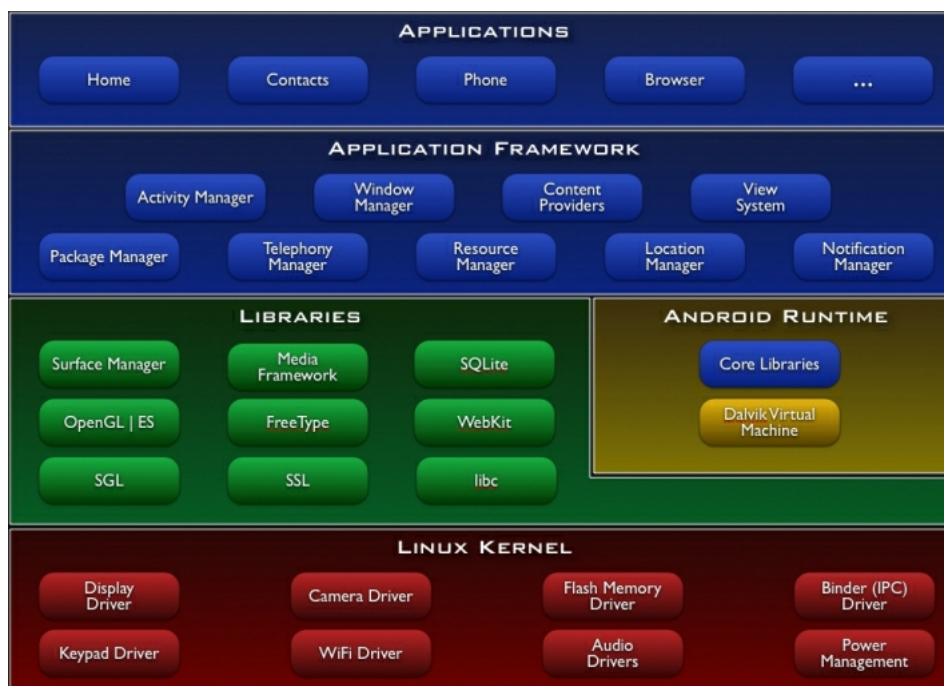 APPLICATIONS
Home
Contacts
Phone
Browser
...
APPLICATION FRAMEWORK
Activity Manager
Window
Manager
Content
Providers
View
System
Package Manager
Telephony
Manager
Resource
Manager
Location
Manager
Notification
Manager
LIBRARIES
Surface Manager
Media
Framework
SQLite
OpenGL | ES
FreeType
WebKit
SGL
SSL
libc
ANDROID RUNTIME
Core Libraries
Dalvik Virtual
Machine
LINUX KERNEL
Display
Driver
Camera Driver
Flash Memory
Driver
Binder (IPC)
Driver
Keypad Driver
WiFi Driver
Audio
Drivers
Power
Management